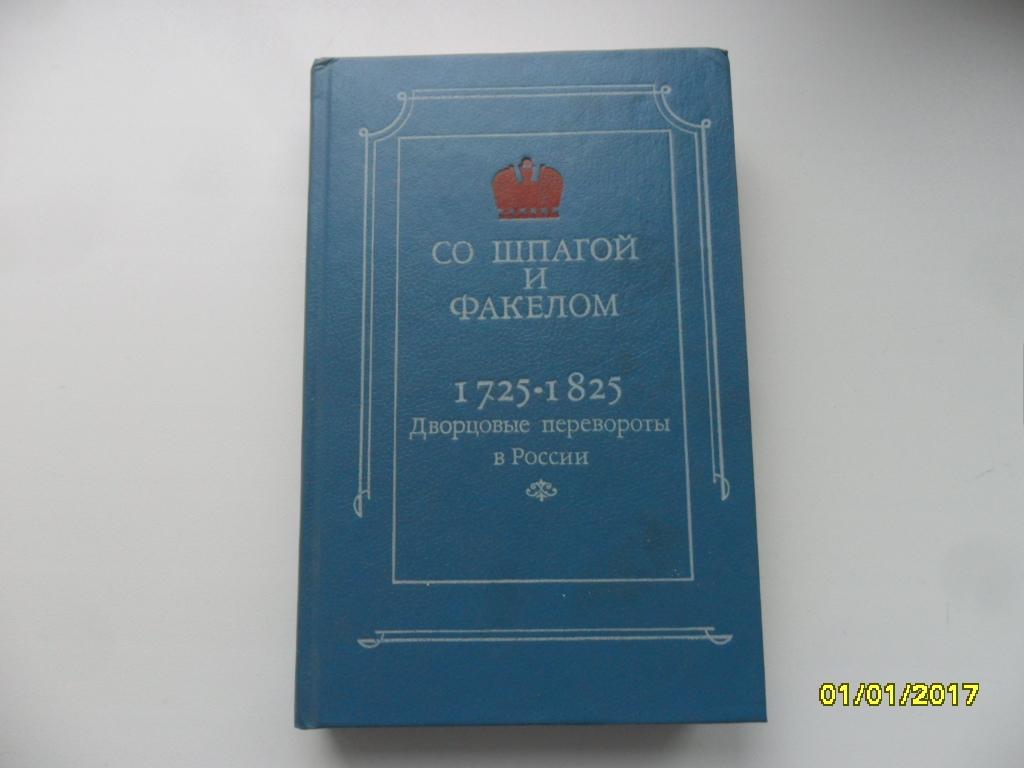 СО ШПАГОЙ
И
ФАКЕЛОМ
1725·1825
Дворцовые перевороты
в России
01/01/2017